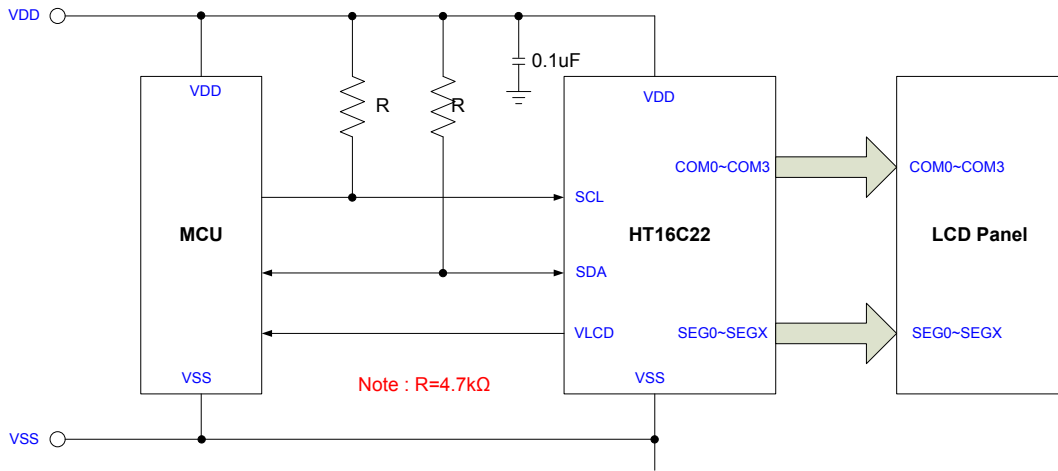 VDD
0.1uF
VDD
R
R
VDD
COM0~COM3
COM0~COM3
SCL
MCU
HT16C22
LCD Panel
SDA
VLCD
SEG0~SEGX
SEG0~SEGX
VSS
Note : R=4.7kΩ
VSS
VSS